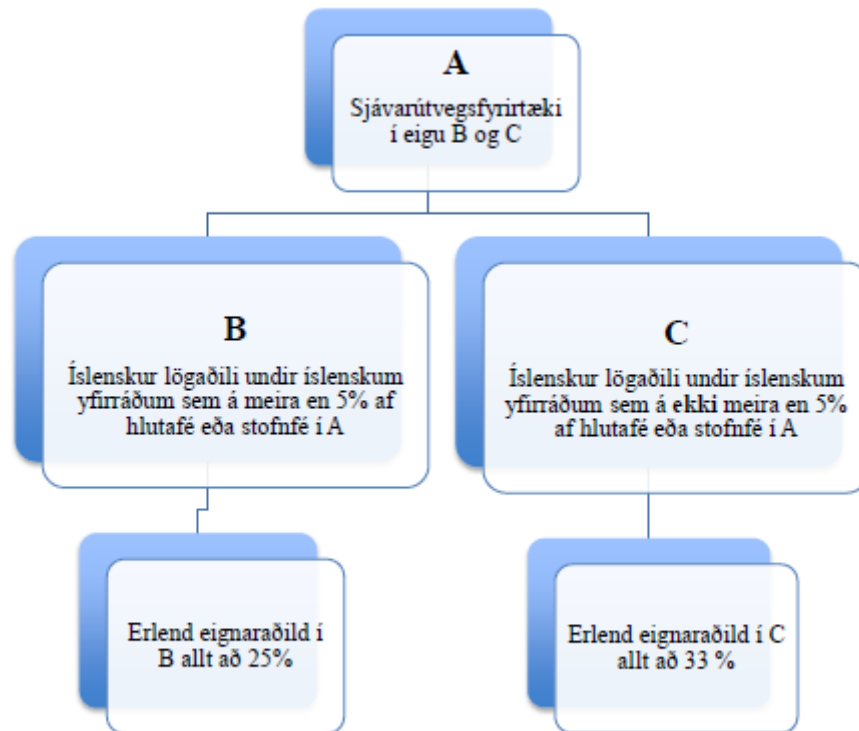 A
Sjávarútvegsfyrirtæki
í eigu B og C
B
Íslenskur lögaðili undir íslenskum
yfirráðum sem á meira en 5% af
hlutafé eða stofnfé í A
C
Íslenskur lögaðili undir íslenskum
yfirráðum sem á ekki meira en 5%
af hlutafé eða stofnfé í A
Erlend eignaraðild í
B allt að 25%
Erlend eignaraðild í C
allt að 33 %